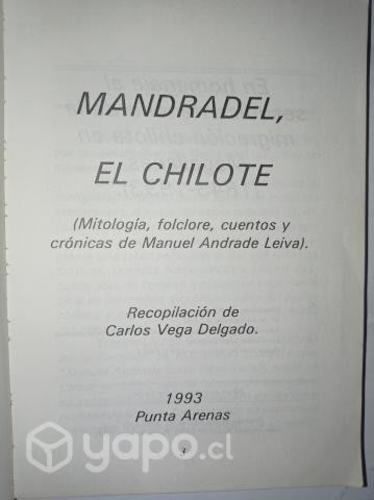 MANDRADEL,
EL CHILOTE
(Mitología, folclore, cuentos y
crónicas de Manuel Andrade Leiva).
Recopilación de
Carlos Vega Delgado.
1993
Punta Arenas
yapo.cl